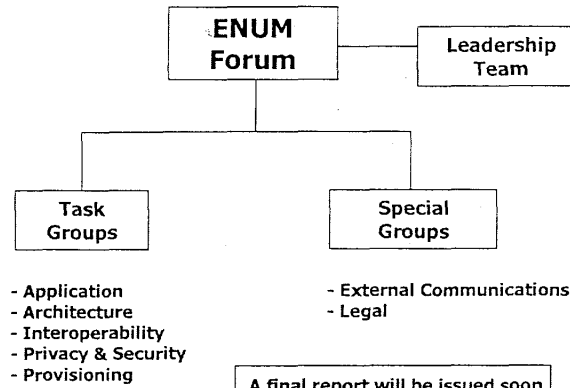 ENUM
Forum
Leadership
Team
Task
Groups
Special
Groups
- Application
- Architecture
- Interoperability
- Privacy & Security
- Provisioning
- External Communications
- Legal
A final report will be issued soon